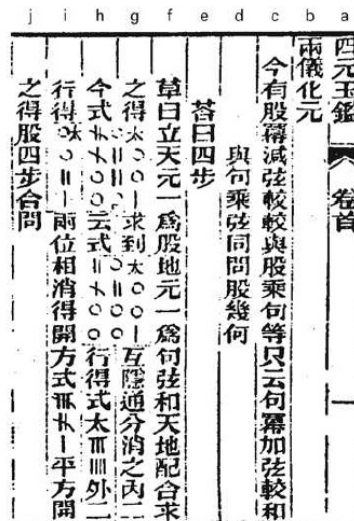 j i h g f e d c b a
四元玉鑑 卷首 一
兩儀化元
今有股冪減弦較較與股乘句等只云句冪加弦較和
與句乘弦同問股幾何
荅曰四步
草曰立天元一爲股地元一爲句弦和天地配合求
之得 求到 互隱通分消之內二
今式 云式 行得式太 外二
行得 兩位相消得開方式 平方開
之得股四步合問